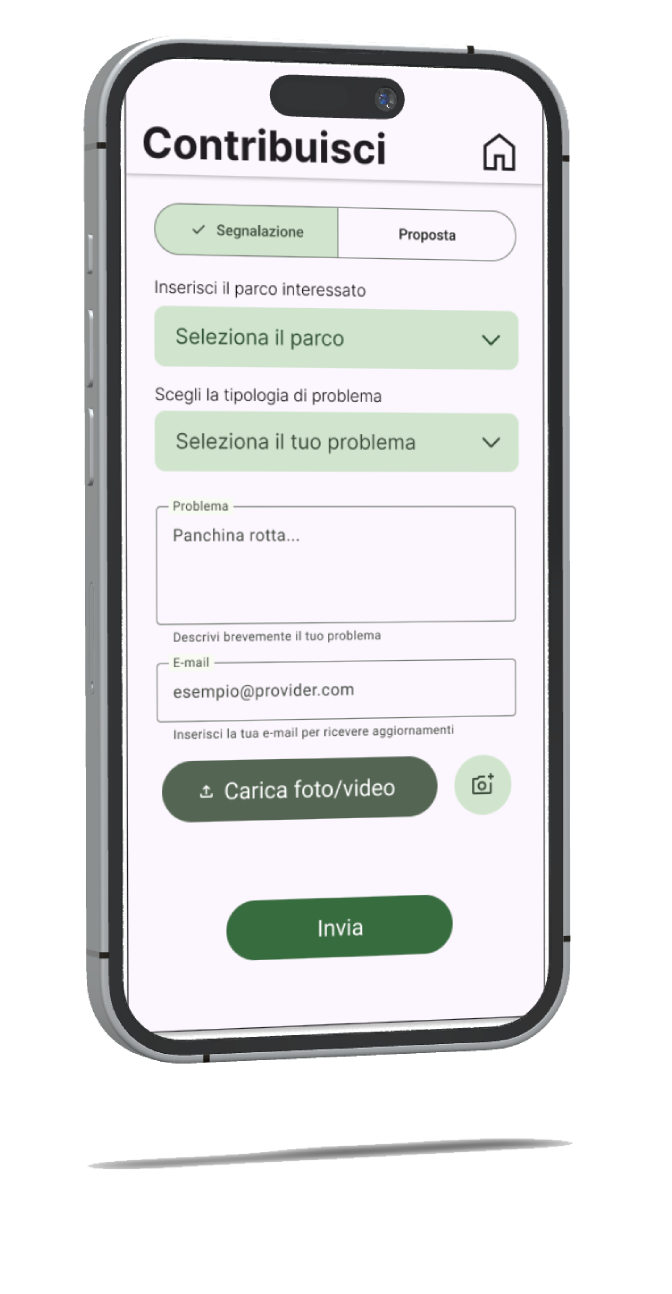 Contribuisci
Segnalazione
Proposta
Inserisci il parco interessato
Seleziona il parco
Scegli la tipologia di problema
Seleziona il tuo problema
Problema
Panchina rotta...
Descrivi brevemente il tuo problema
E-mail
esempio@provider.com
Inserisci la tua e-mail per ricevere aggiornamenti
Carica foto/video
Invia